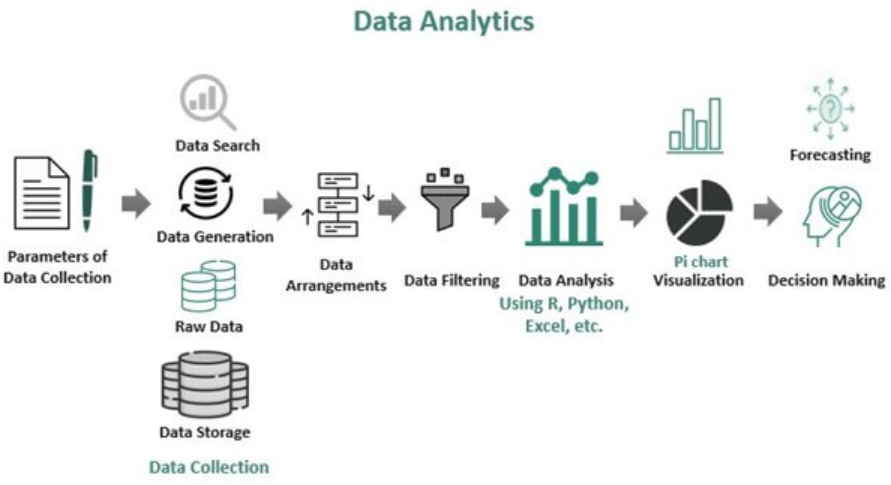 Data Analytics
Parameters of
Data Collection
Data Search
Data Generation
Raw Data
Data Storage
Data Collection
Data
Arrangements
Data Filtering
Data Analysis
Using R, Python,
Excel, etc.
Pi chart
Visualization
?
Forecasting
Decision Making